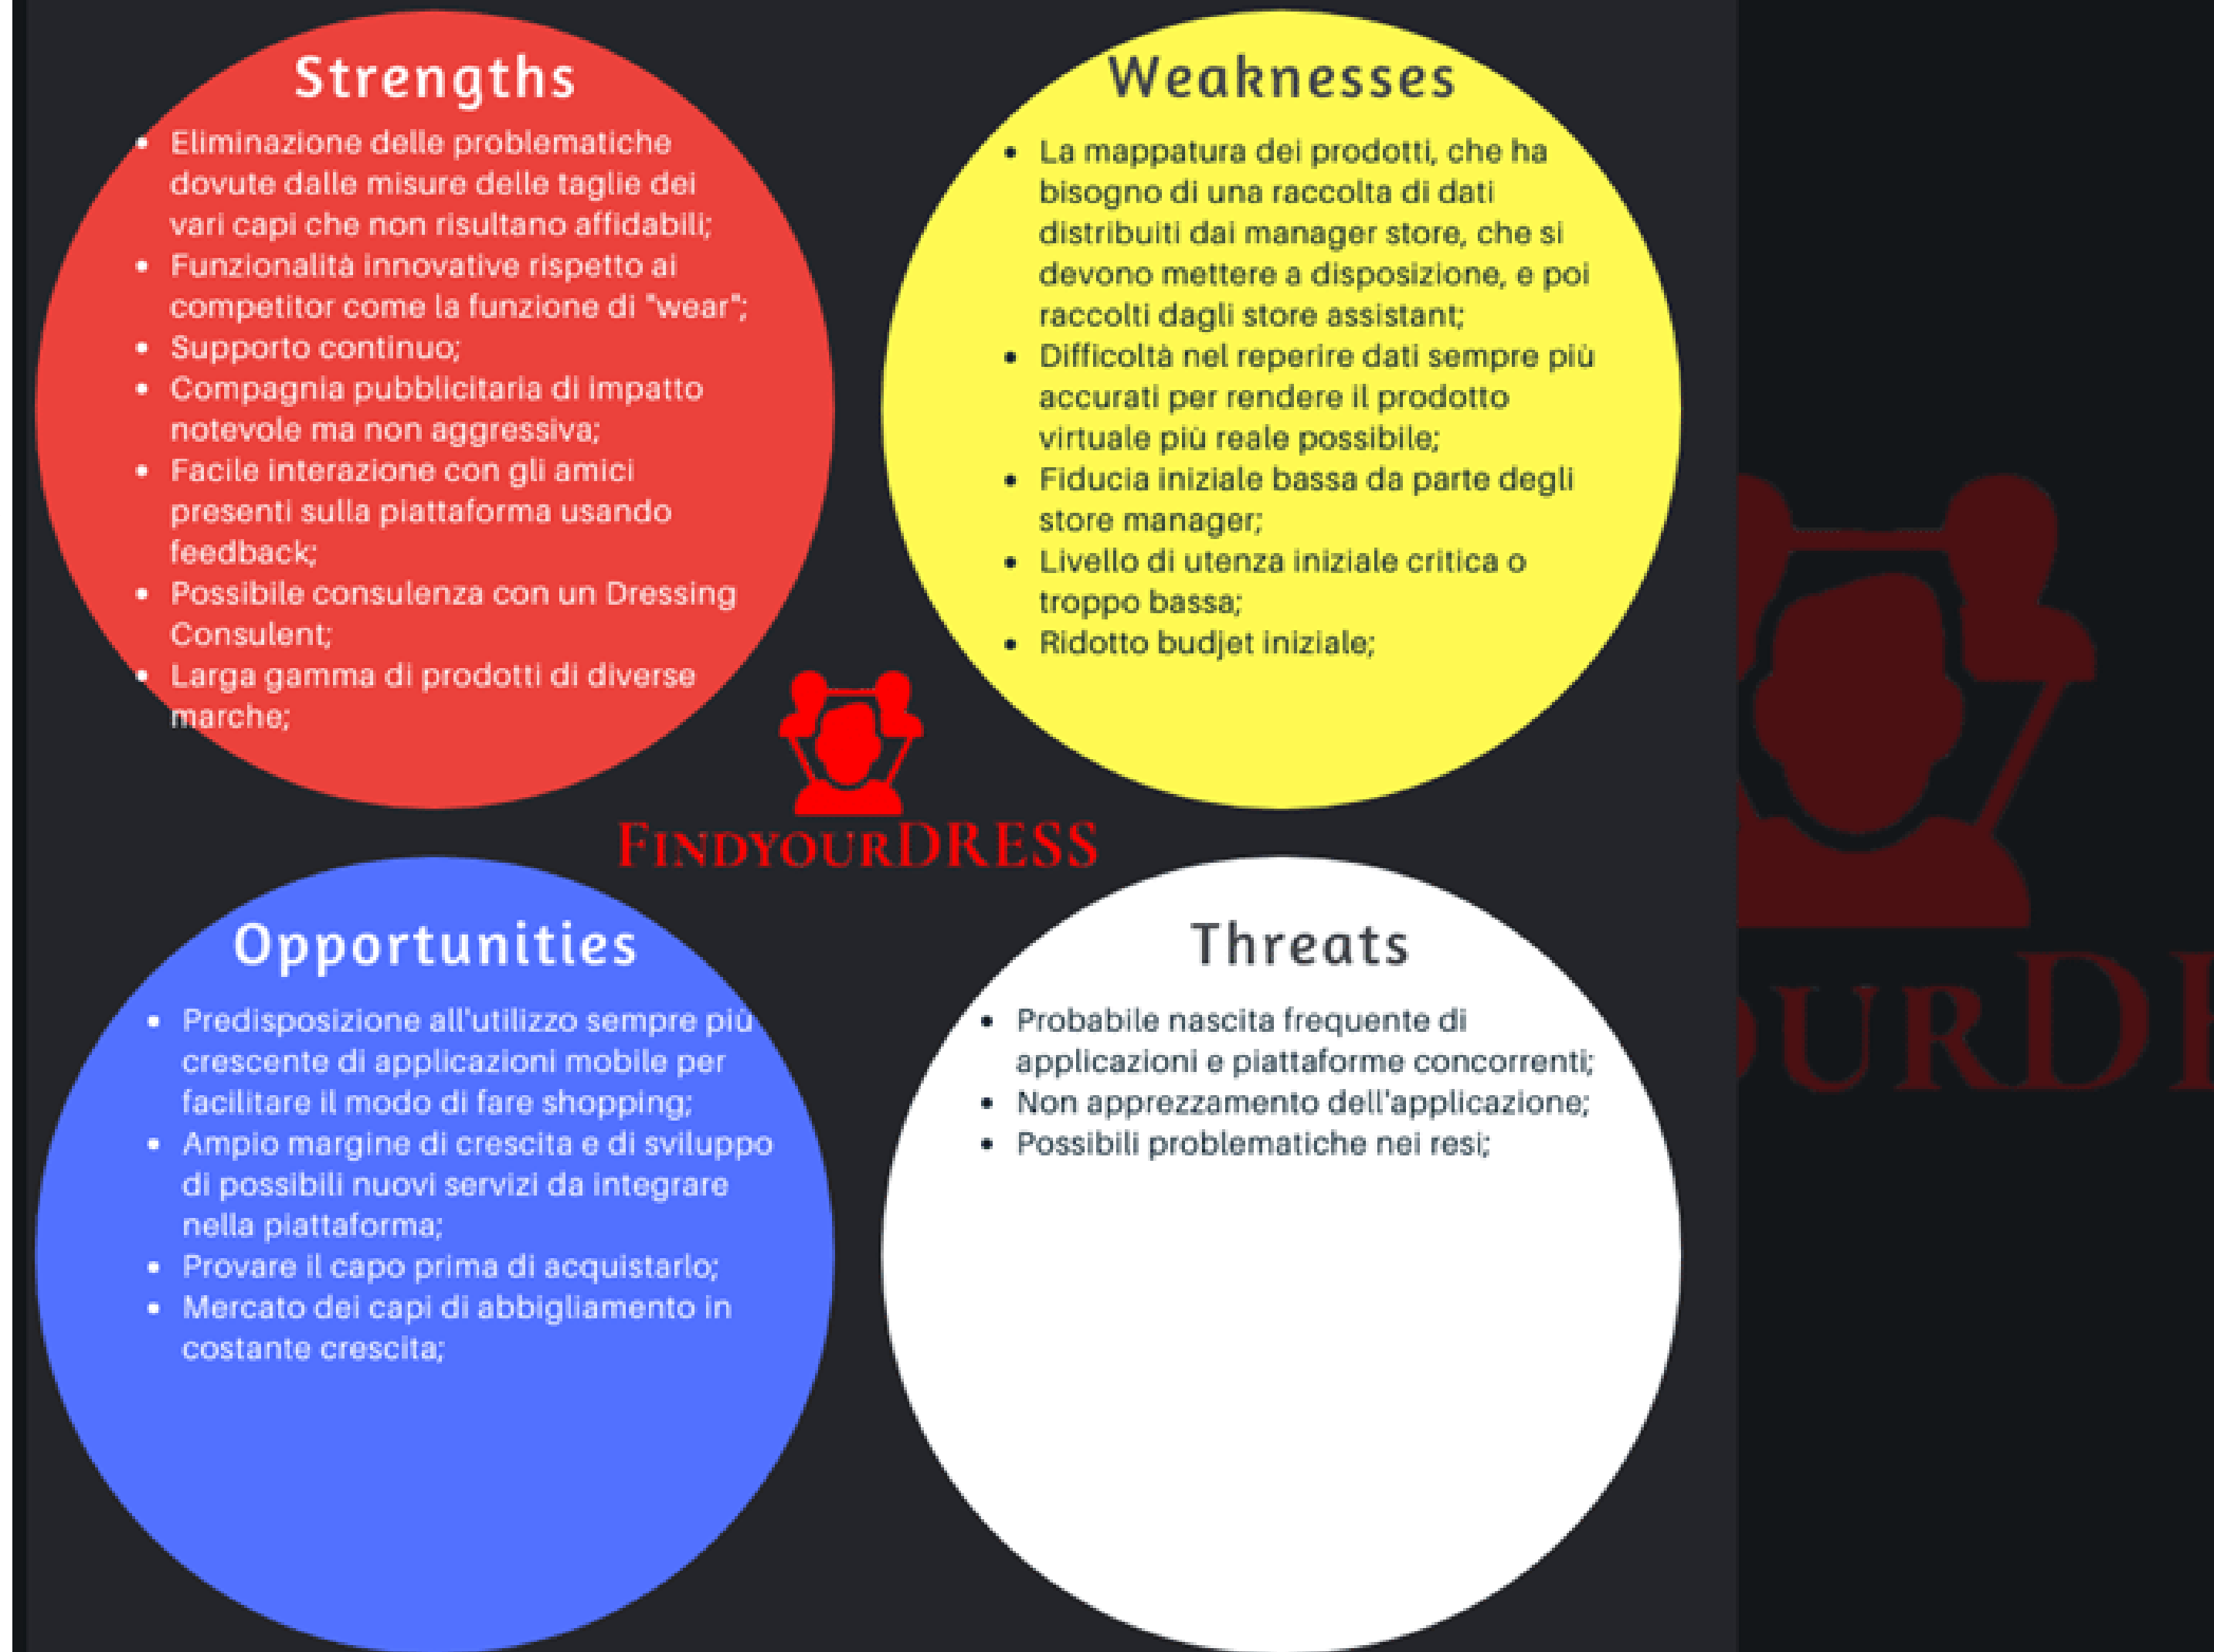 Strengths
• Eliminazione delle problematiche
dovute dalle misure delle taglie dei
vari capi che non risultano affidabili;
• Funzionalità innovative rispetto ai
competitor come la funzione di "wear";
• Supporto continuo;
• Compagnia pubblicitaria di impatto
notevole ma non aggressiva;
• Facile interazione con gli amici
presenti sulla piattaforma usando
feedback;
• Possibile consulenza con un Dressing
Consulent;
• Larga gamma di prodotti di diverse
marche;
Weaknesses
• La mappatura dei prodotti, che ha
bisogno di una raccolta di dati
distribuiti dai manager store, che si
devono mettere a disposizione, e poi
raccolti dagli store assistant;
• Difficoltà nel reperire dati sempre più
accurati per rendere il prodotto
virtuale più reale possibile;
• Fiducia iniziale bassa da parte degli
store manager;
• Livello di utenza iniziale critica o
troppo bassa;
• Ridotto budjet iniziale;
FINDYOURDRESS
Opportunities
• Predisposizione all'utilizzo sempre più
crescente di applicazioni mobile per
facilitare il modo di fare shopping;
• Ampio margine di crescita e di sviluppo
di possibili nuovi servizi da integrare
nella piattaforma;
• Provare il capo prima di acquistarlo;
• Mercato dei capi di abbigliamento in
costante crescita;
Threats
• Probabile nascita frequente di
applicazioni e piattaforme concorrenti;
• Non apprezzamento dell'applicazione;
• Possibili problematiche nei resi;